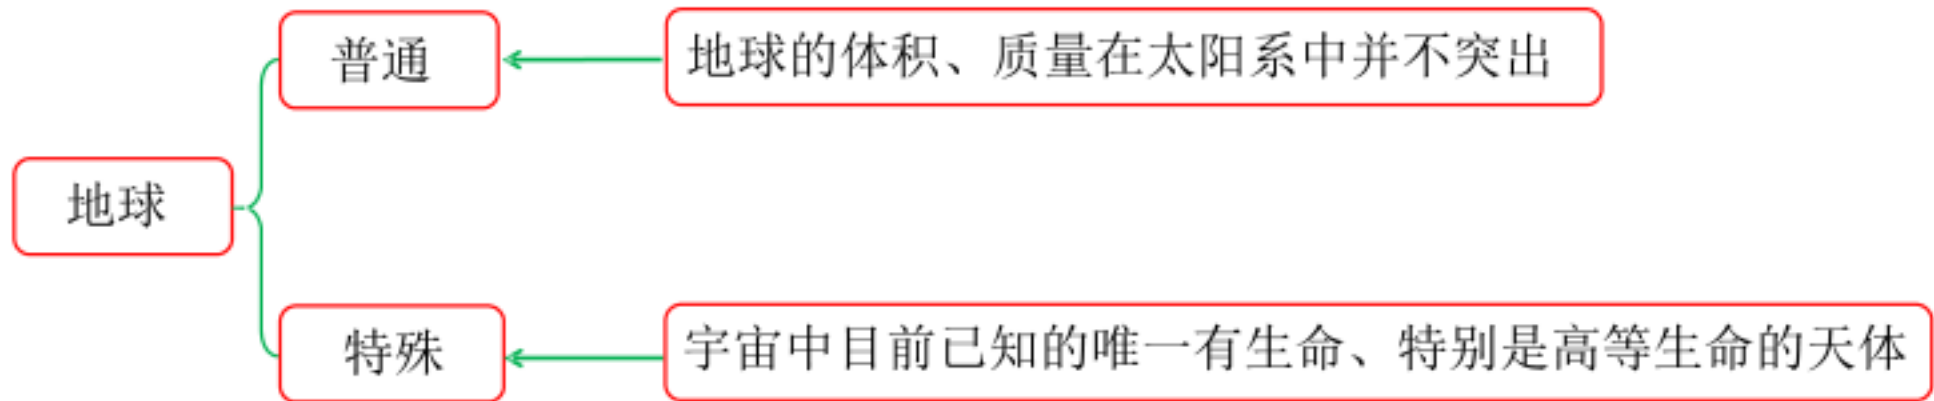 普通
地球的体积、质量在太阳系中并不突出
地球
特殊
宇宙中目前已知的唯一有生命、特别是高等生命的天体